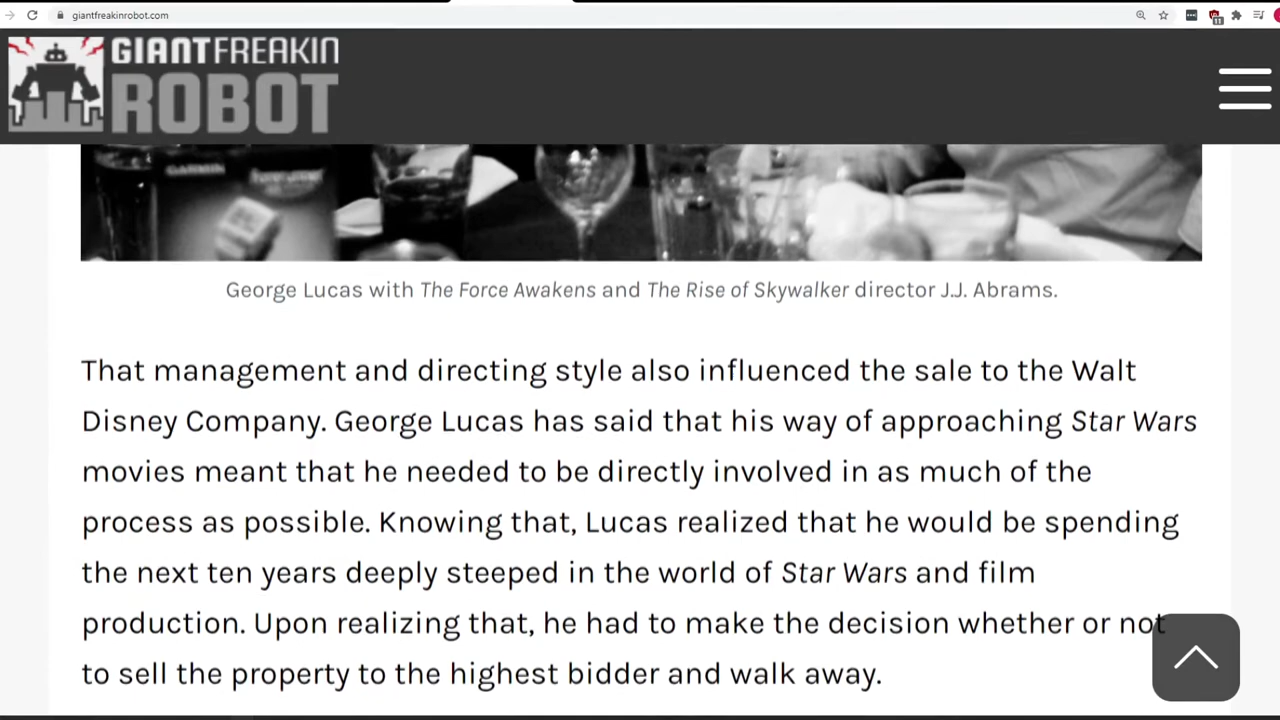 giantfreakinrobot.com
11
GIANTFREAKIN
ROBOT
GARMIN
George Lucas with The Force Awakens and The Rise of Skywalker director J.J. Abrams.
That management and directing style also influenced the sale to the Walt
Disney Company. George Lucas has said that his way of approaching Star Wars
movies meant that he needed to be directly involved in as much of the
process as possible. Knowing that, Lucas realized that he would be spending
the next ten years deeply steeped in the world of Star Wars and film
production. Upon realizing that, he had to make the decision whether or not
to sell the property to the highest bidder and walk away.